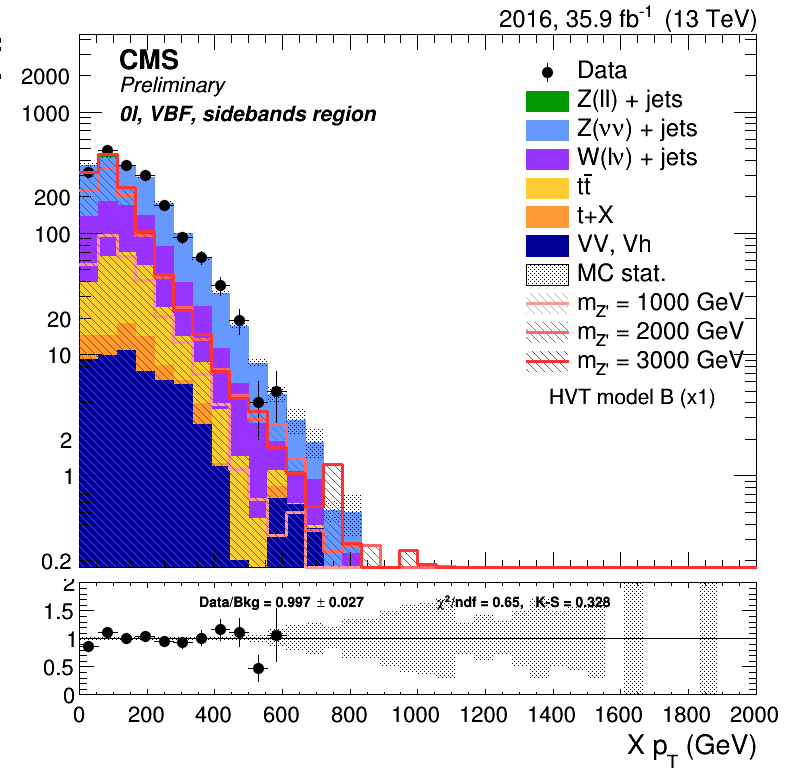 2016, 35.9 fb⁻¹ (13 TeV)
CMS
Preliminary
0l, VBF, sidebands region
Data
Z(ll) + jets
Z(νν) + jets
W(lν) + jets
tt̄
t+X
VV, Vh
MC stat.
m_Z' = 1000 GeV
m_Z' = 2000 GeV
m_Z' = 3000 GeV
HVT model B (x1)
2000
1000
200
100
20
10
2
1
0.2
Data/Bkg = 0.997 ± 0.027
χ²/ndf = 0.65, K-S = 0.328
2
1.5
1
0.5
0
0 200 400 600 800 1000 1200 1400 1600 1800 2000
X p_T (GeV)